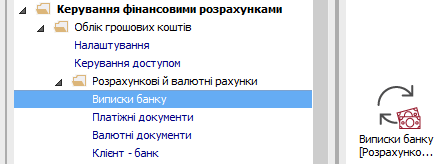 Керування фінансовими розрахунками
Облік грошових коштів
Налаштування
Керування доступом
Розрахункові й валютні рахунки
Виписки банку
Платіжні документи
Валютні документи
Клієнт - банк
Виписки банку
[Розрахунко...